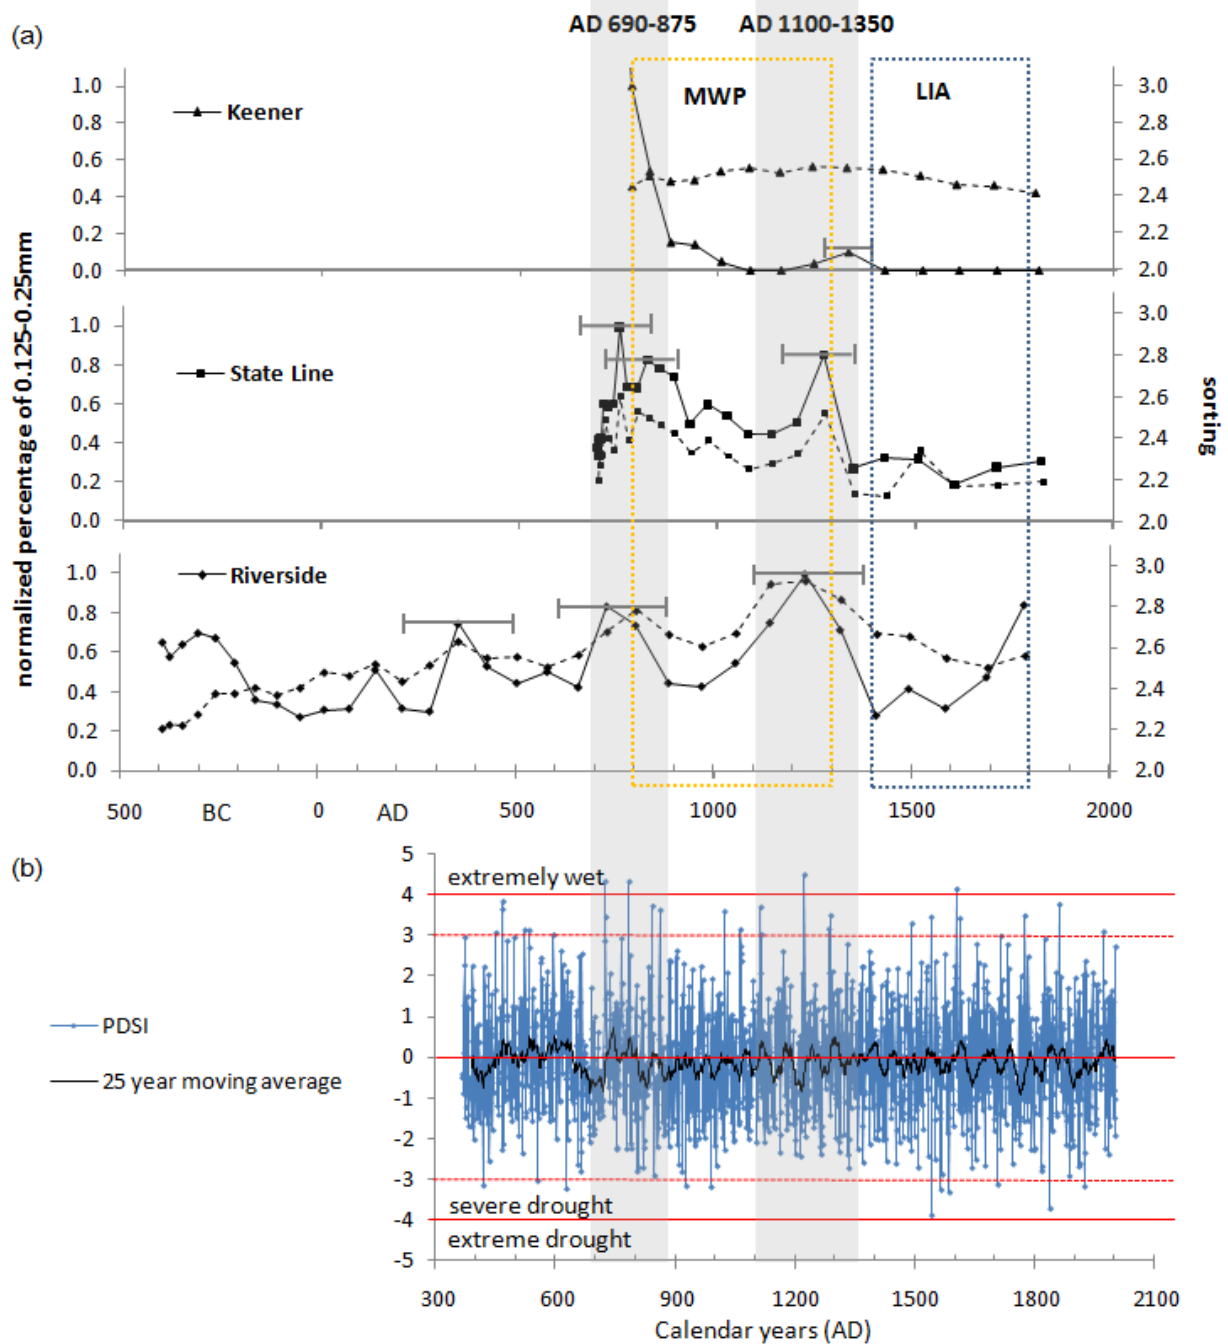 (a)
AD 690-875
AD 1100-1350
MWP
LIA
Keener
State Line
Riverside
normalized percentage of 0.125-0.25mm
sorting
1.0
0.8
0.6
0.4
0.2
0.0
3.0
2.8
2.6
2.4
2.2
2.0
1.0
0.8
0.6
0.4
0.2
0.0
3.0
2.8
2.6
2.4
2.2
2.0
1.0
0.8
0.6
0.4
0.2
0.0
3.0
2.8
2.6
2.4
2.2
2.0
500 BC 0 AD 500 1000 1500 2000
(b)
5
4
3
2
1
0
-1
-2
-3
-4
-5
extremely wet
severe drought
extreme drought
PDSI
25 year moving average
300 600 900 1200 1500 1800 2100
Calendar years (AD)